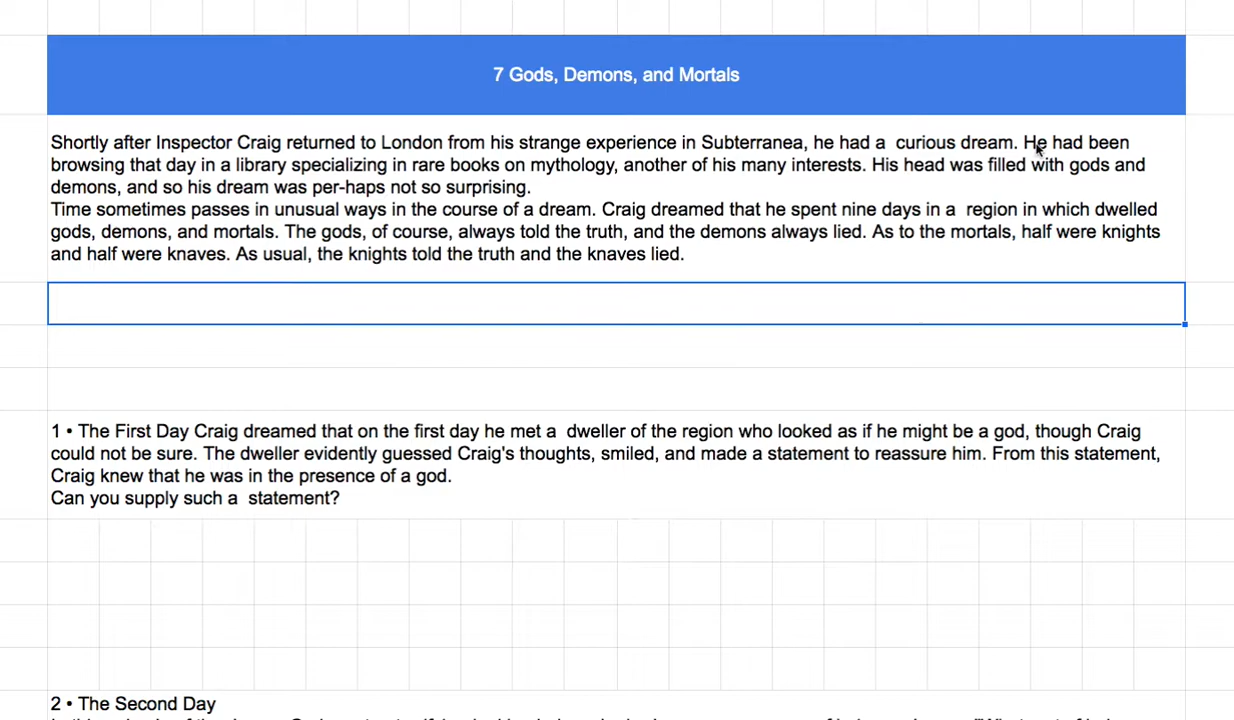 7 Gods, Demons, and Mortals
Shortly after Inspector Craig returned to London from his strange experience in Subterranea, he had a  curious dream. He had been
browsing that day in a library specializing in rare books on mythology, another of his many interests. His head was filled with gods and
demons, and so his dream was per-haps not so surprising.
Time sometimes passes in unusual ways in the course of a dream. Craig dreamed that he spent nine days in a  region in which dwelled
gods, demons, and mortals. The gods, of course, always told the truth, and the demons always lied. As to the mortals, half were knights
and half were knaves. As usual, the knights told the truth and the knaves lied.
1 • The First Day Craig dreamed that on the first day he met a  dweller of the region who looked as if he might be a god, though Craig
could not be sure. The dweller evidently guessed Craig's thoughts, smiled, and made a statement to reassure him. From this statement,
Craig knew that he was in the presence of a god.
Can you supply such a  statement?
2 • The Second Day